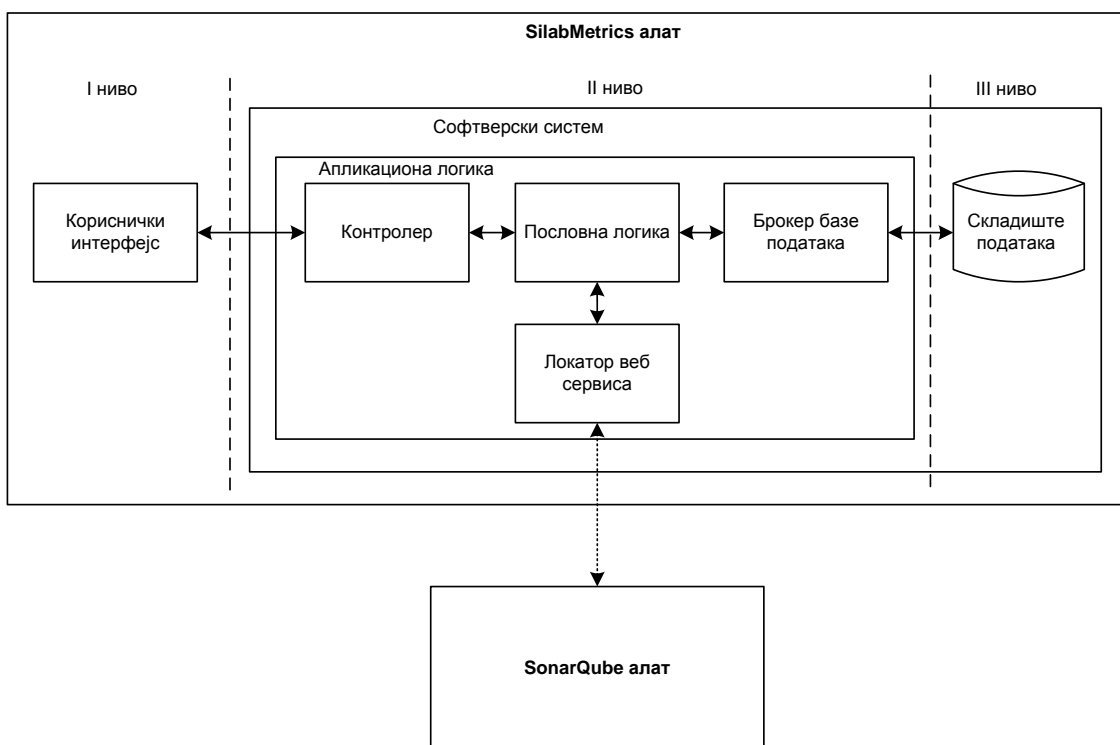 SilabMetrics алат
I ниво
II ниво
III ниво
Софтверски систем
Апликациона логика
Кориснички
интерфејс
Контролер
Пословна логика
Брокер базе
података
Складиште
података
Локатор веб
сервиса
SonarQube алат